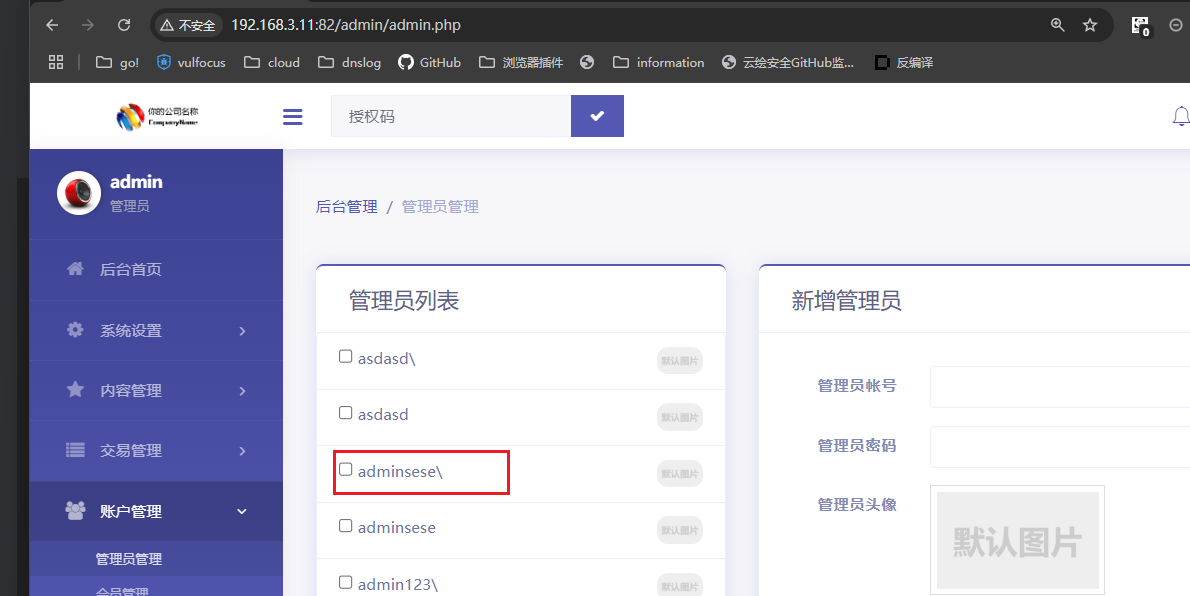 不安全 192.168.3.11:82/admin/admin.php 0
go! vulfocus cloud dnslog GitHub 浏览器插件 information 云绘安全GitHub监... 反编译
你的公司名称
CompanyName
授权码
admin
管理员
后台管理 / 管理员管理
后台首页
系统设置
内容管理
交易管理
账户管理
管理员管理
会员管理
管理员列表
asdasd\ 默认图片
asdasd 默认图片
adminsese\ 默认图片
adminsese 默认图片
admin123\ 默认图片
新增管理员
管理员帐号
管理员密码
管理员头像
默认图片